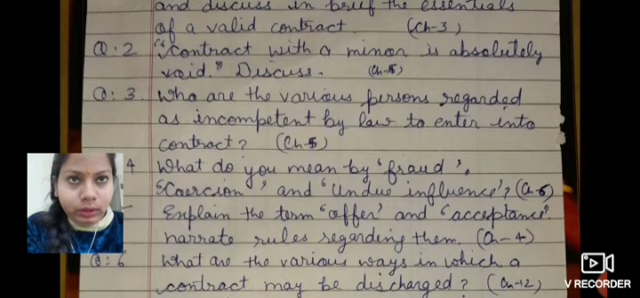 and discuss in brief the essentials
of a valid contract. (Ch-3)
Q.2 "Contract with a minor is absolutely
void." Discuss. (Ch-5)
Q.3 Who are the various persons regarded
as incompetent by law to enter into
contract? (Ch-5)
4 What do you mean by 'fraud',
'Coercion' and 'Undue influence'? (Ch-6)
Explain the term 'offer' and 'acceptance'.
narrate rules regarding them. (Ch-4)
Q.6 What are the various ways in which a
contract may be discharged? (Ch-12)
V RECORDER